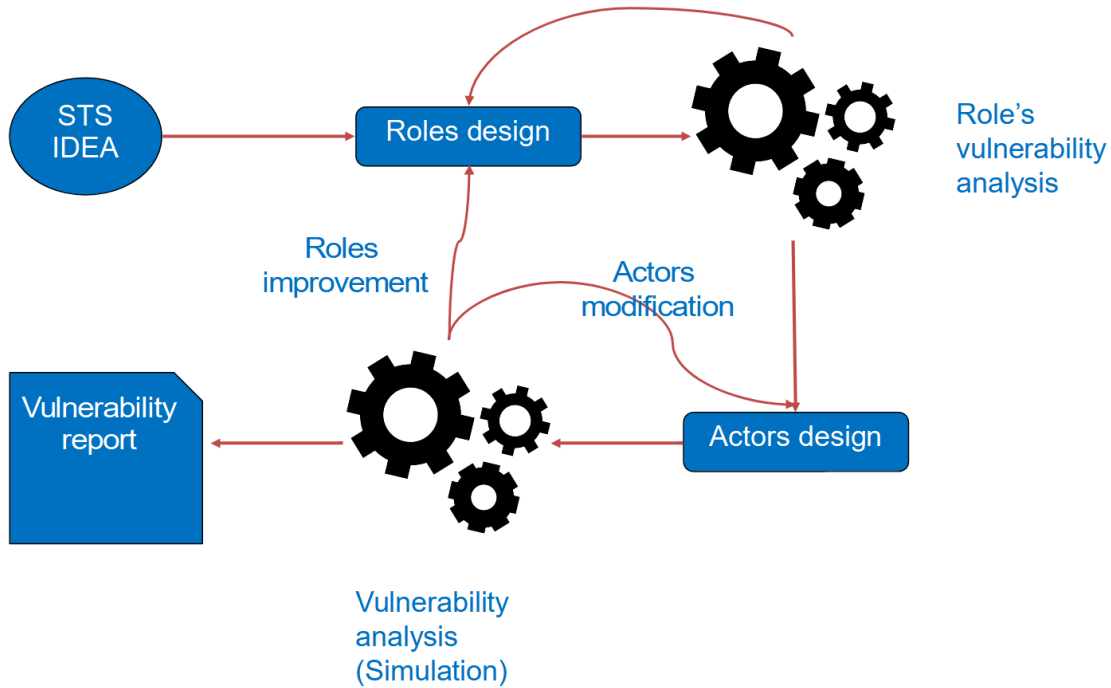 STS
IDEA
Roles design
Role’s
vulnerability
analysis
Roles
improvement
Actors
modification
Vulnerability
report
Actors design
Vulnerability
analysis
(Simulation)